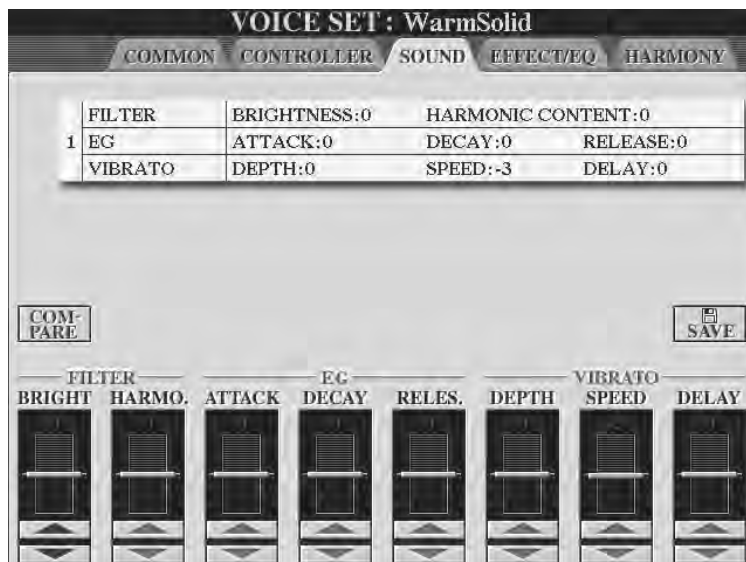 VOICE SET : WarmSolid
COMMON CONTROLLER SOUND EFFECT/EQ HARMONY
FILTER BRIGHTNESS:0 HARMONIC CONTENT:0
1 EG ATTACK:0 DECAY:0 RELEASE:0
VIBRATO DEPTH:0 SPEED:-3 DELAY:0
COM-
PARE
SAVE
FILTER EG VIBRATO
BRIGHT HARMO. ATTACK DECAY RELES. DEPTH SPEED DELAY